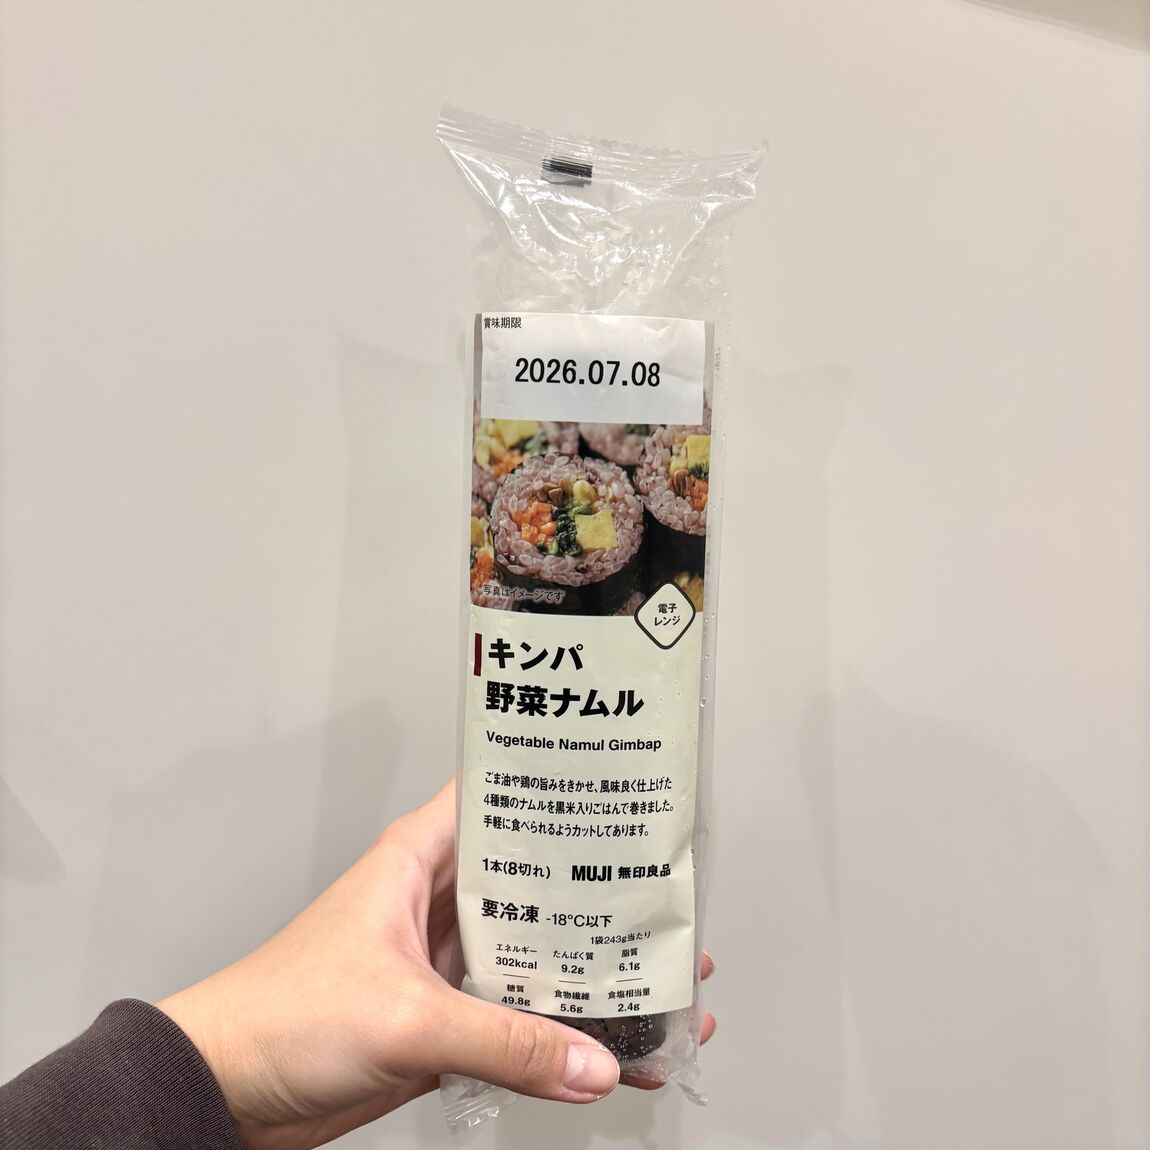 賞味期限
2026.07.08
写真はイメージです
電子
レンジ
キンパ
野菜ナムル
Vegetable Namul Gimbap
ごま油や鶏の旨みをきかせ、風味良く仕上げた
4種類のナムルを黒米入りごはんで巻きました。
手軽に食べられるようカットしてあります。
1本(8切れ) MUJI 無印良品
要冷凍 -18℃以下
1袋243g当たり
エネルギー たんぱく質 脂質
302kcal 9.2g 6.1g
糖質 食物繊維 食塩相当量
49.8g 5.6g 2.4g